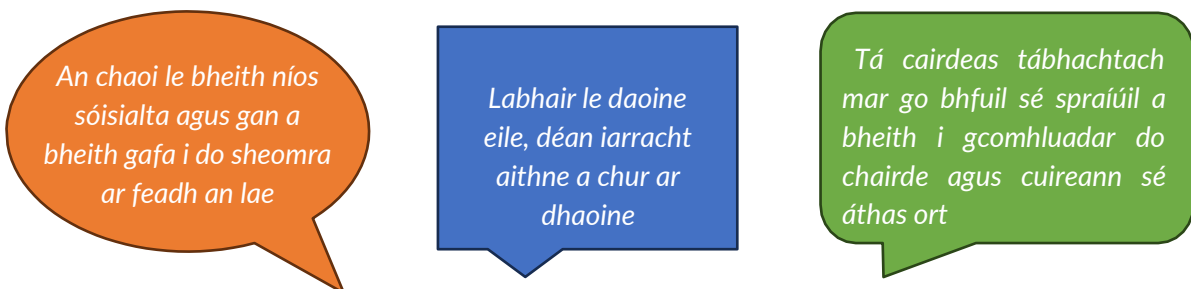 An chaoi le bheith níos
sóisialta agus gan a
bheith gafa i do sheomra
ar feadh an lae
Labhair le daoine
eile, déan iarracht
aithne a chur ar
dhaoine
Tá cairdeas tábhachtach
mar go bhfuil sé spraíúil a
bheith i gcomhluadar do
chairde agus cuireann sé
áthas ort